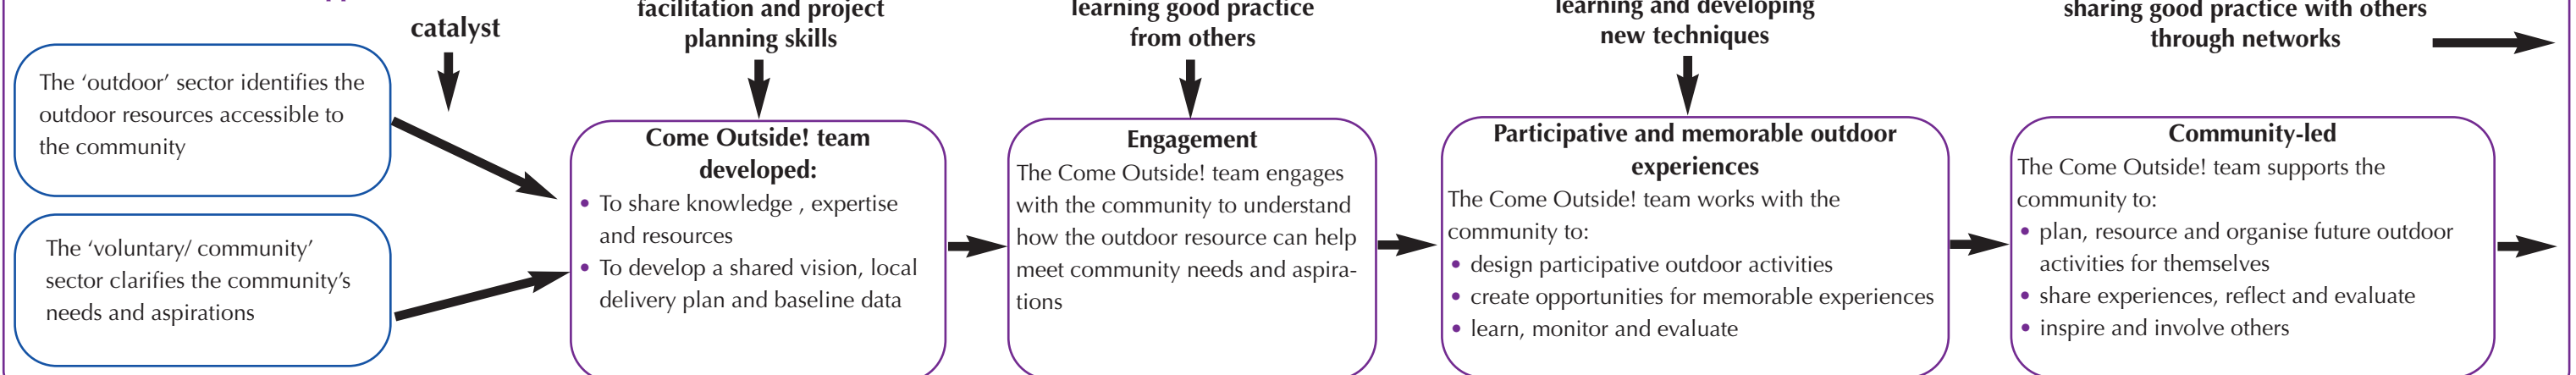 catalyst
facilitation and project
planning skills
learning good practice
from others
learning and developing
new techniques
sharing good practice with others
through networks
The ‘outdoor’ sector identifies the
outdoor resources accessible to
the community
The ‘voluntary/ community’
sector clarifies the community’s
needs and aspirations
Come Outside! team
developed:
• To share knowledge , expertise
and resources
• To develop a shared vision, local
delivery plan and baseline data
Engagement
The Come Outside! team engages
with the community to understand
how the outdoor resource can help
meet community needs and aspira-
tions
Participative and memorable outdoor
experiences
The Come Outside! team works with the
community to:
• design participative outdoor activities
• create opportunities for memorable experiences
• learn, monitor and evaluate
Community-led
The Come Outside! team supports the
community to:
• plan, resource and organise future outdoor
activities for themselves
• share experiences, reflect and evaluate
• inspire and involve others